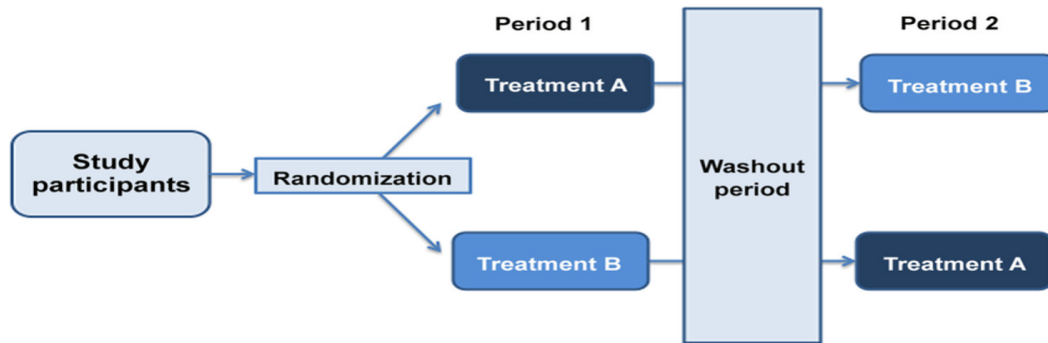 Period 1
Period 2
Treatment A
Treatment B
Study
participants
Randomization
Washout
period
Treatment B
Treatment A